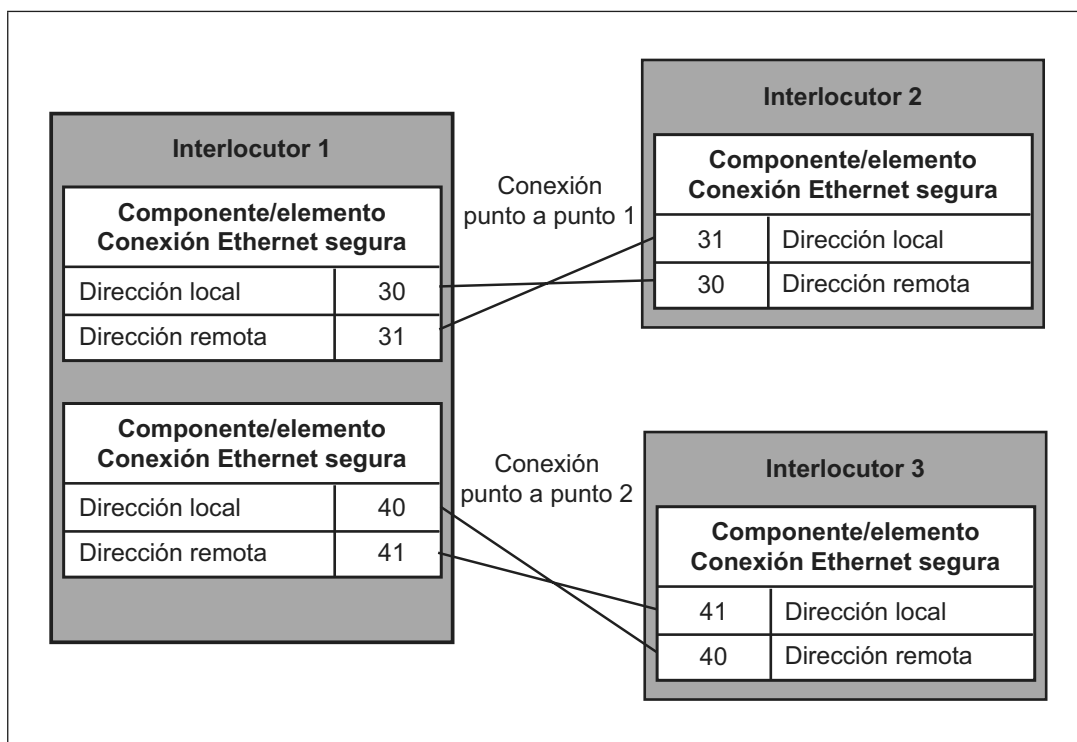 Interlocutor 1
Componente/elemento
Conexión Ethernet segura
Dirección local 30
Dirección remota 31
Componente/elemento
Conexión Ethernet segura
Dirección local 40
Dirección remota 41
Conexión
punto a punto 1
Conexión
punto a punto 2
Interlocutor 2
Componente/elemento
Conexión Ethernet segura
31 Dirección local
30 Dirección remota
Interlocutor 3
Componente/elemento
Conexión Ethernet segura
41 Dirección local
40 Dirección remota